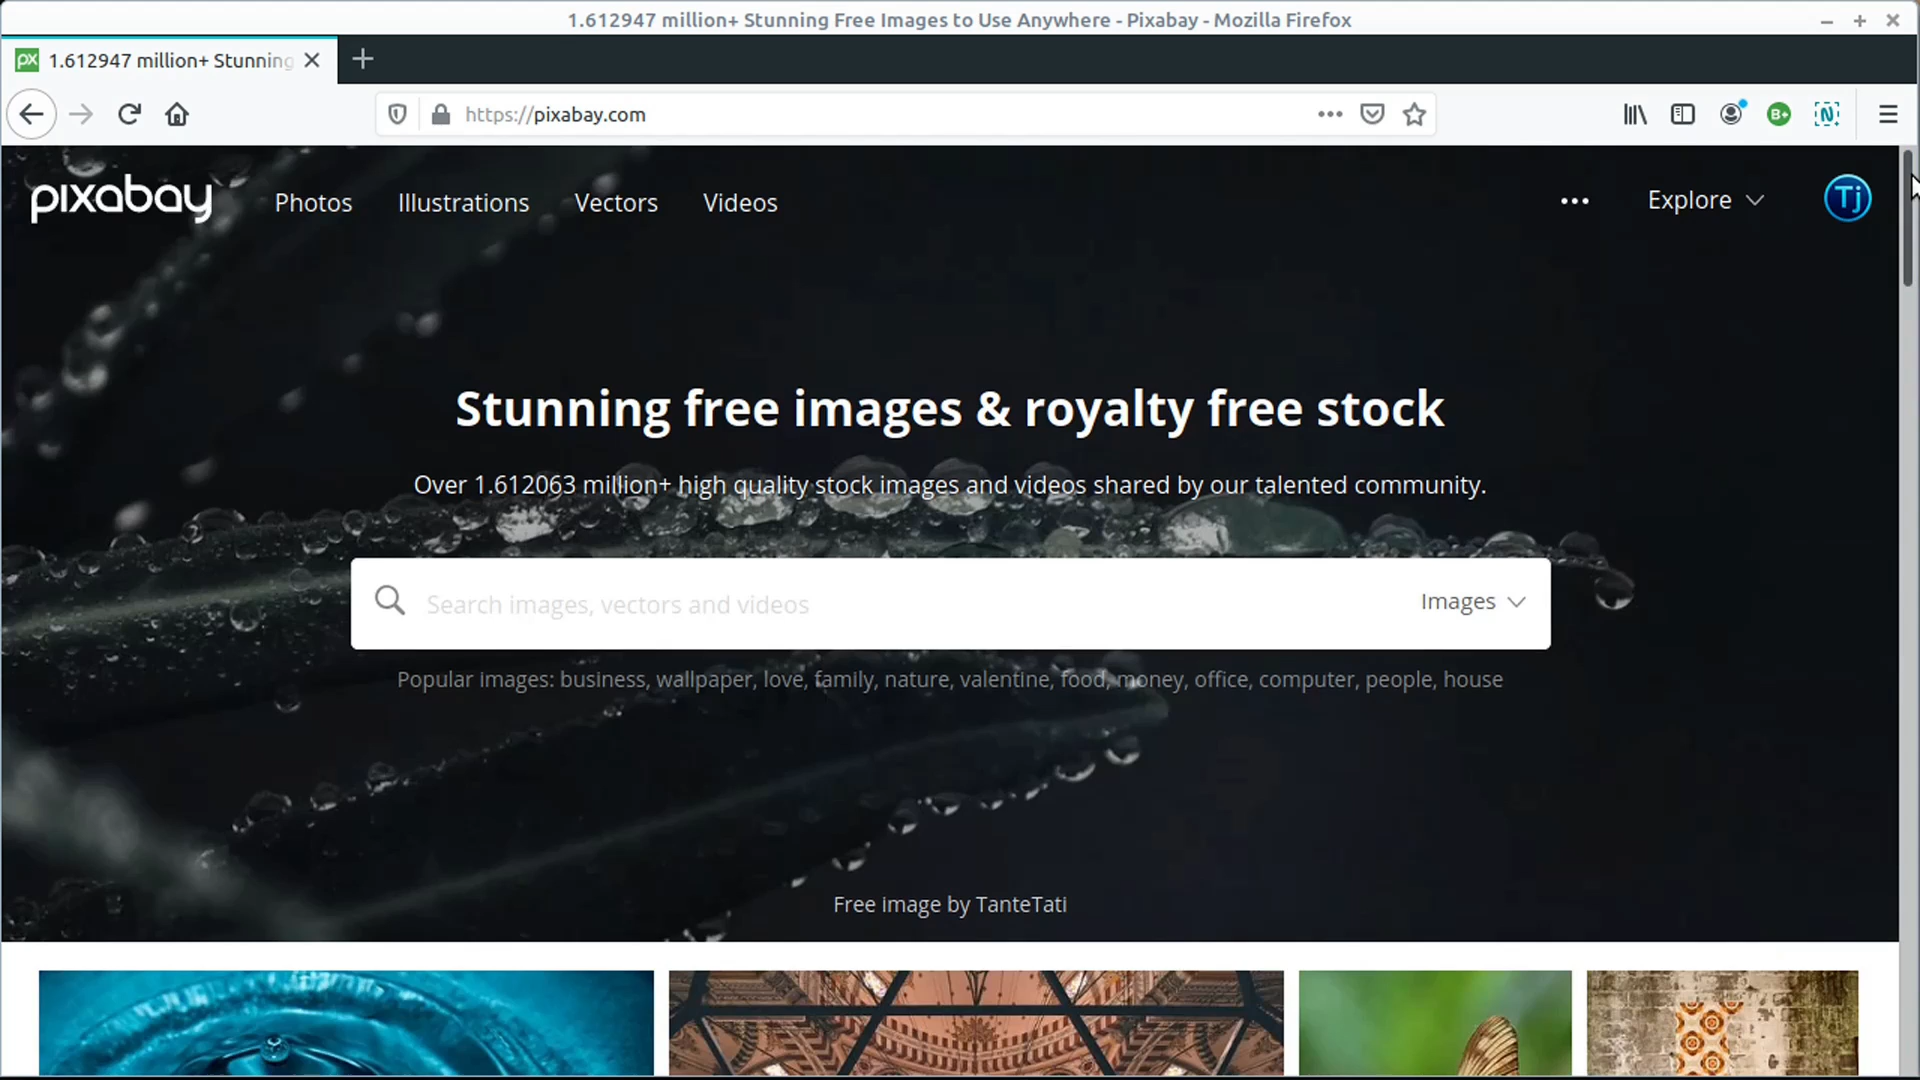 1.612947 million+ Stunning Free Images to Use Anywhere - Pixabay - Mozilla Firefox
px 1.612947 million+ Stunning
https://pixabay.com
B+ N
pixabay Photos Illustrations Vectors Videos ••• Explore Tj
Stunning free images & royalty free stock
Over 1.612063 million+ high quality stock images and videos shared by our talented community.
Search images, vectors and videos Images
Popular images: business, wallpaper, love, family, nature, valentine, food, money, office, computer, people, house
Free image by TanteTati